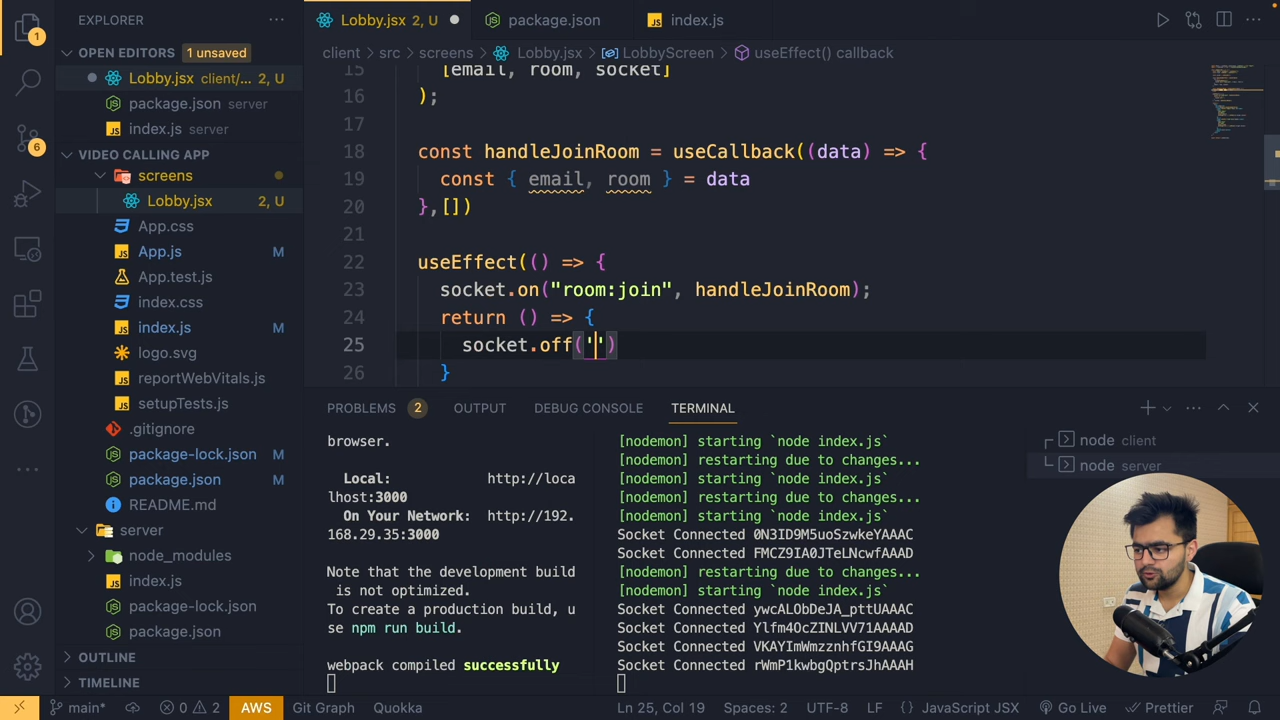 EXPLORER
OPEN EDITORS 1 unsaved
Lobby.jsx client/... 2, U
package.json server
index.js server
VIDEO CALLING APP
screens
Lobby.jsx 2, U
App.css
App.js M
App.test.js
index.css
index.js M
logo.svg
reportWebVitals.js
setupTests.js
.gitignore
package-lock.json M
package.json M
README.md
server
node_modules
index.js
package-lock.json
package.json
OUTLINE
TIMELINE
1
6
Lobby.jsx 2, U
package.json
index.js
client > src > screens > Lobby.jsx > LobbyScreen > useEffect() callback
15 [email, room, socket]
16 );
17
18 const handleJoinRoom = useCallback((data) => {
19 const { email, room } = data
20 },[])
21
22 useEffect(() => {
23 socket.on("room:join", handleJoinRoom);
24 return () => {
25 socket.off('')
26 }
PROBLEMS 2 OUTPUT DEBUG CONSOLE TERMINAL
browser.
Local: http://loca
lhost:3000
On Your Network: http://192.
168.29.35:3000
Note that the development build
is not optimized.
To create a production build, u
se npm run build.
webpack compiled successfully
[nodemon] starting `node index.js`
[nodemon] restarting due to changes...
[nodemon] starting `node index.js`
[nodemon] restarting due to changes...
[nodemon] starting `node index.js`
Socket Connected 0N3ID9M5uoSzwkeYAAAC
Socket Connected FMCZ9IA0JTeLNcwfAAAD
[nodemon] restarting due to changes...
[nodemon] starting `node index.js`
Socket Connected ywcALObDeJA_pttUAAAC
Socket Connected Ylfm4OcZINLVV71AAAAD
Socket Connected VKAYImWmzznhfGI9AAAG
Socket Connected rWmP1kwbgQptrsJhAAAH
node client
node server
main* 0 2 AWS Git Graph Quokka Ln 25, Col 19 Spaces: 2 UTF-8 LF {} JavaScript JSX Go Live Prettier